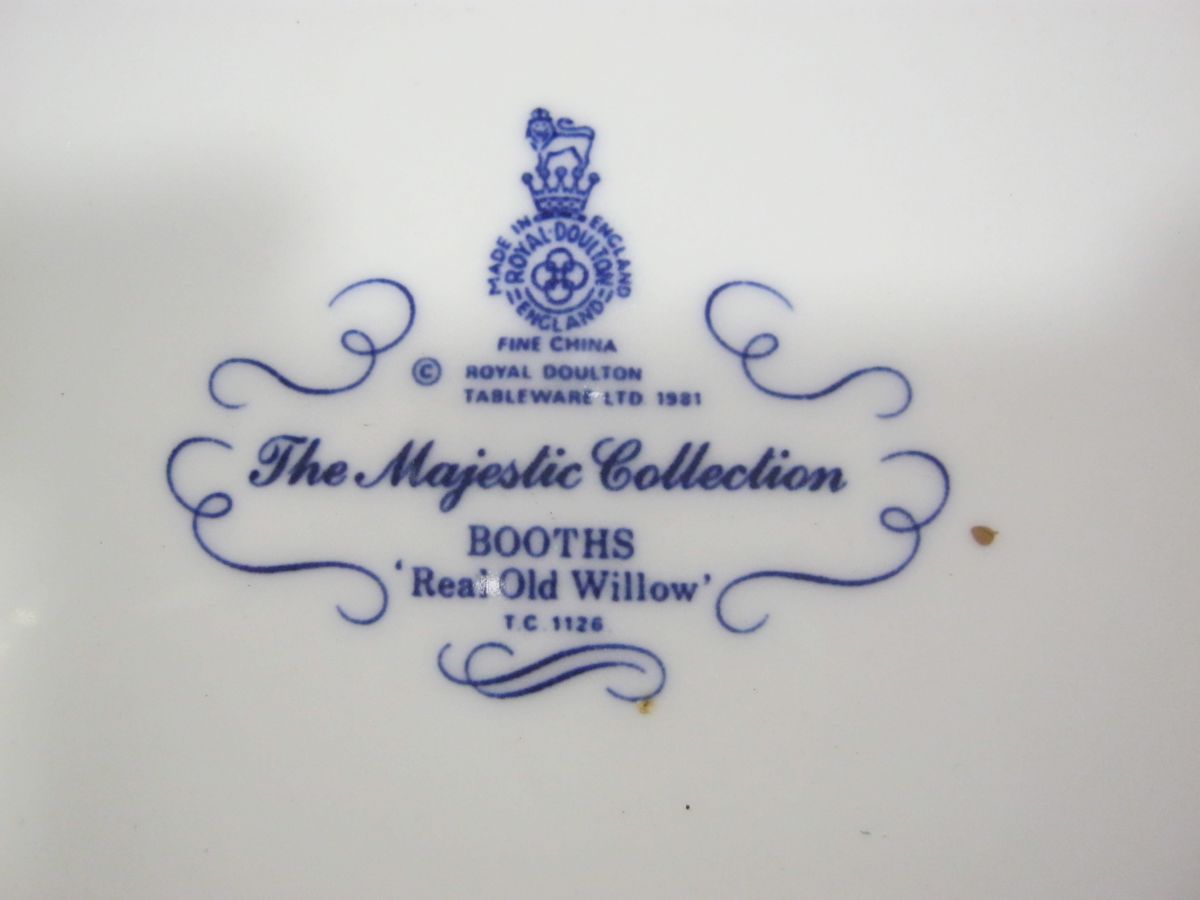 MADE IN ENGLAND
ROYAL DOULTON
ENGLAND
FINE CHINA
© ROYAL DOULTON
TABLEWARE LTD 1981
The Majestic Collection
BOOTHS
'Real Old Willow'
T.C. 1126